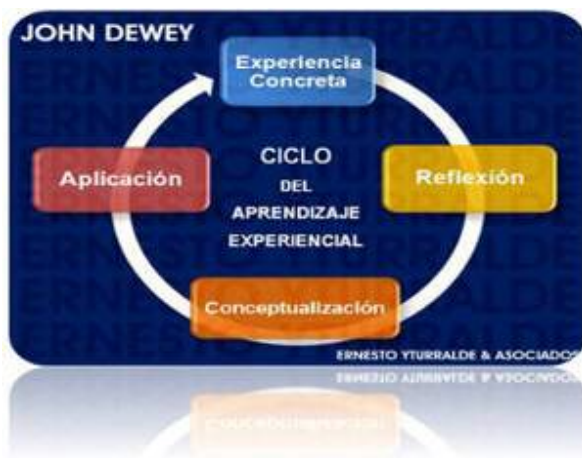 JOHN DEWEY
Experiencia
Concreta
Aplicación
CICLO
DEL
APRENDIZAJE
EXPERIENCIAL
Reflexión
Conceptualización
ERNESTO YTURRALDE & ASOCIADOS